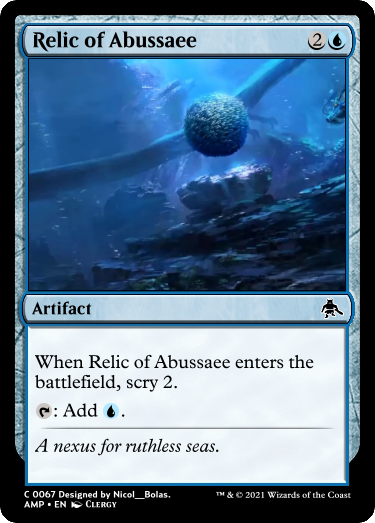 Relic of Abussaee 2
Artifact
When Relic of Abussaee enters the
battlefield, scry 2.
: Add .
A nexus for ruthless seas.
C 0067 Designed by Nicol__Bolas.
AMP • EN CLERGY
™ & © 2021 Wizards of the Coast